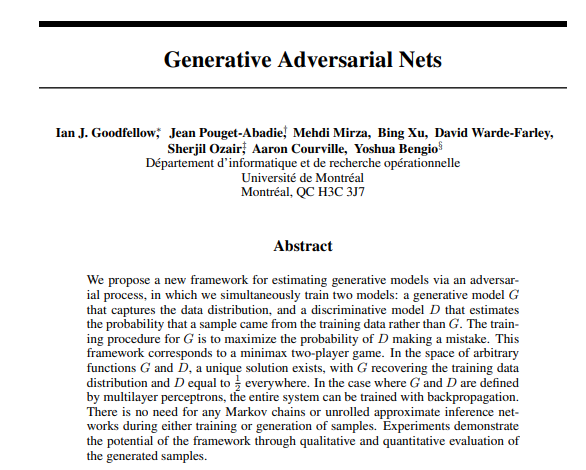 Generative Adversarial Nets
Ian J. Goodfellow,* Jean Pouget-Abadie,† Mehdi Mirza, Bing Xu, David Warde-Farley,
Sherjil Ozair,‡ Aaron Courville, Yoshua Bengio§
Département d'informatique et de recherche opérationnelle
Université de Montréal
Montréal, QC H3C 3J7
Abstract
We propose a new framework for estimating generative models via an adversar-
ial process, in which we simultaneously train two models: a generative model G
that captures the data distribution, and a discriminative model D that estimates
the probability that a sample came from the training data rather than G. The train-
ing procedure for G is to maximize the probability of D making a mistake. This
framework corresponds to a minimax two-player game. In the space of arbitrary
functions G and D, a unique solution exists, with G recovering the training data
distribution and D equal to 1/2 everywhere. In the case where G and D are defined
by multilayer perceptrons, the entire system can be trained with backpropagation.
There is no need for any Markov chains or unrolled approximate inference net-
works during either training or generation of samples. Experiments demonstrate
the potential of the framework through qualitative and quantitative evaluation of
the generated samples.